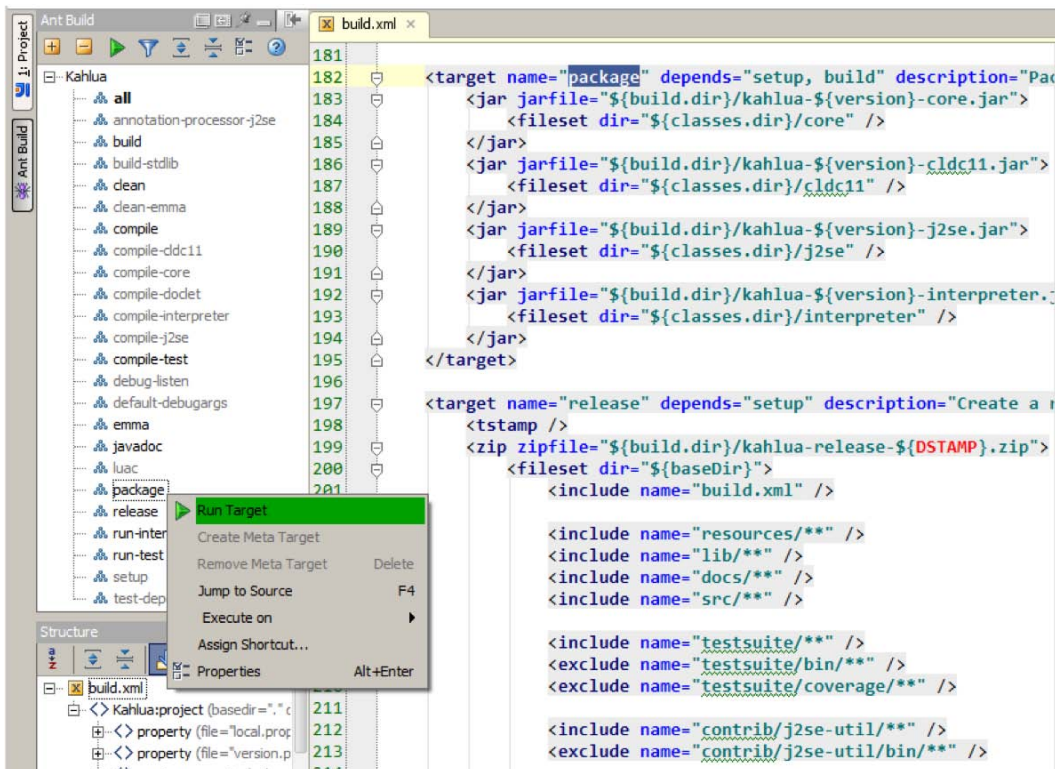 1: Project
Ant Build
Ant Build
Kahlua
all
annotation-processor-j2se
build
build-stdlib
clean
clean-emma
compile
compile-cldc11
compile-core
compile-doclet
compile-interpreter
compile-j2se
compile-test
debug-listen
default-debugargs
emma
javadoc
luac
package
release
run-inter
run-test
setup
test-dep
Run Target
Create Meta Target
Remove Meta Target Delete
Jump to Source F4
Execute on
Assign Shortcut...
Properties Alt+Enter
Structure
build.xml
Kahlua:project (basedir="."
property (file="local.prop
property (file="version.p
build.xml
181
182 <target name="package" depends="setup, build" description="Pac
183 <jar jarfile="${build.dir}/kahlua-${version}-core.jar">
184 <fileset dir="${classes.dir}/core" />
185 </jar>
186 <jar jarfile="${build.dir}/kahlua-${version}-cldc11.jar">
187 <fileset dir="${classes.dir}/cldc11" />
188 </jar>
189 <jar jarfile="${build.dir}/kahlua-${version}-j2se.jar">
190 <fileset dir="${classes.dir}/j2se" />
191 </jar>
192 <jar jarfile="${build.dir}/kahlua-${version}-interpreter.j
193 <fileset dir="${classes.dir}/interpreter" />
194 </jar>
195 </target>
196
197 <target name="release" depends="setup" description="Create a r
198 <tstamp />
199 <zip zipfile="${build.dir}/kahlua-release-${DSTAMP}.zip">
200 <fileset dir="${baseDir}">
201 <include name="build.xml" />
<include name="resources/**" />
<include name="lib/**" />
<include name="docs/**" />
<include name="src/**" />
<include name="testsuite/**" />
<exclude name="testsuite/bin/**" />
<exclude name="testsuite/coverage/**" />
211
212 <include name="contrib/j2se-util/**" />
213 <exclude name="contrib/j2se-util/bin/**" />